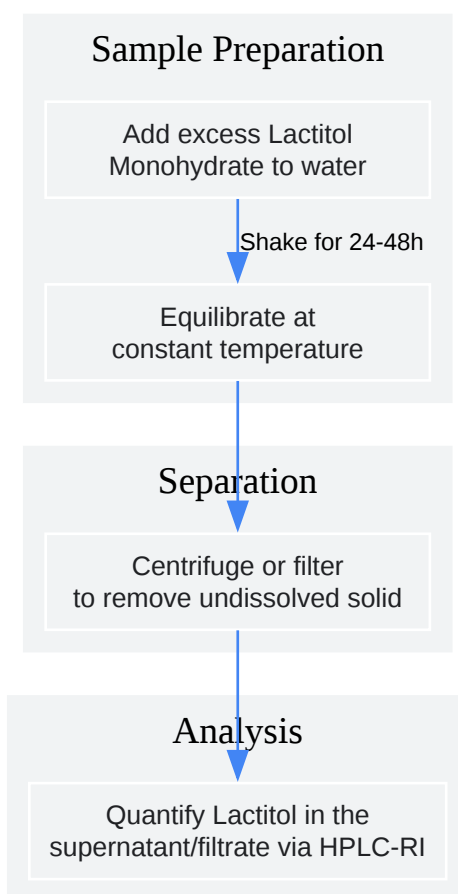 Sample Preparation
Add excess Lactitol
Monohydrate to water
Shake for 24-48h
Equilibrate at
constant temperature
Separation
Centrifuge or filter
to remove undissolved solid
Analysis
Quantify Lactitol in the
supernatant/filtrate via HPLC-RI